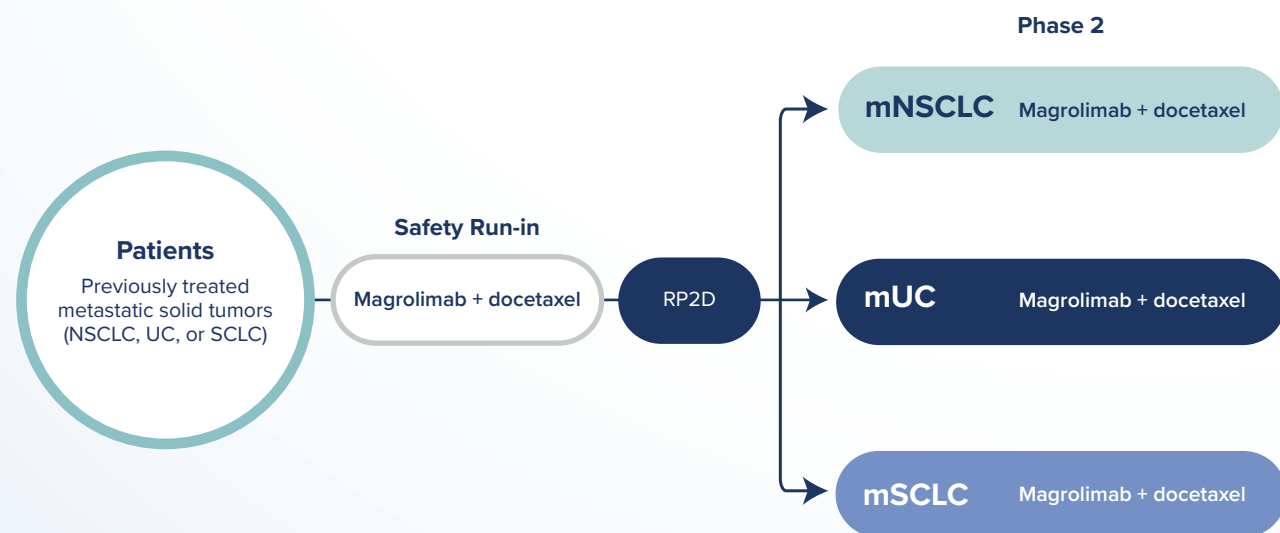 Phase 2
mNSCLC Magrolimab + docetaxel
Safety Run-in
Patients
Previously treated
metastatic solid tumors
(NSCLC, UC, or SCLC)
Magrolimab + docetaxel
RP2D
mUC Magrolimab + docetaxel
mSCLC Magrolimab + docetaxel